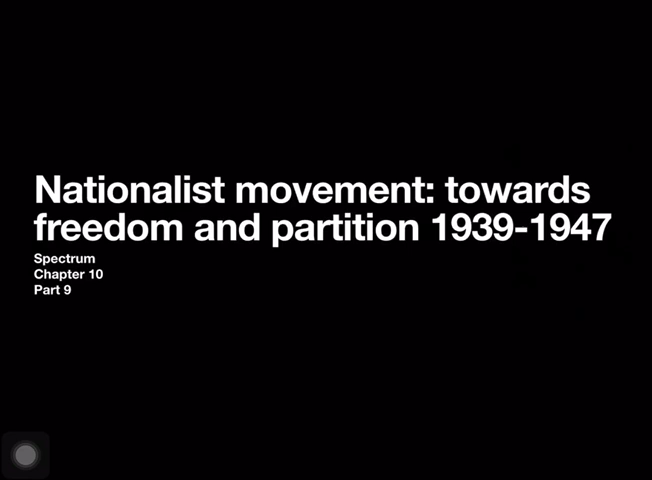 Nationalist movement: towards
freedom and partition 1939-1947
Spectrum
Chapter 10
Part 9